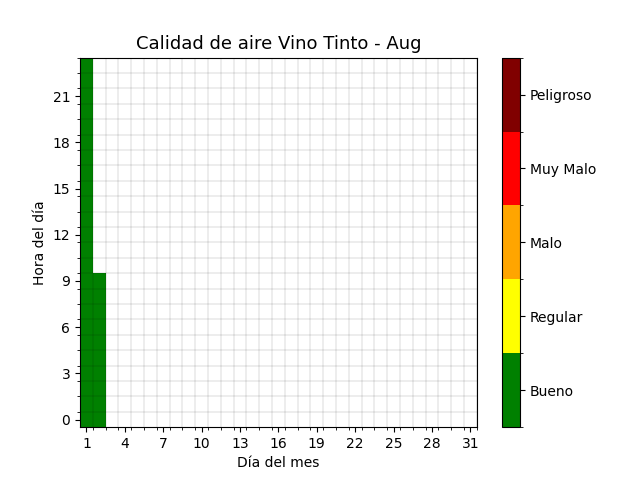 Calidad de aire Vino Tinto - Aug
21
18
15
12
9
6
3
0
Hora del día
1 4 7 10 13 16 19 22 25 28 31
Día del mes
Peligroso
Muy Malo
Malo
Regular
Bueno